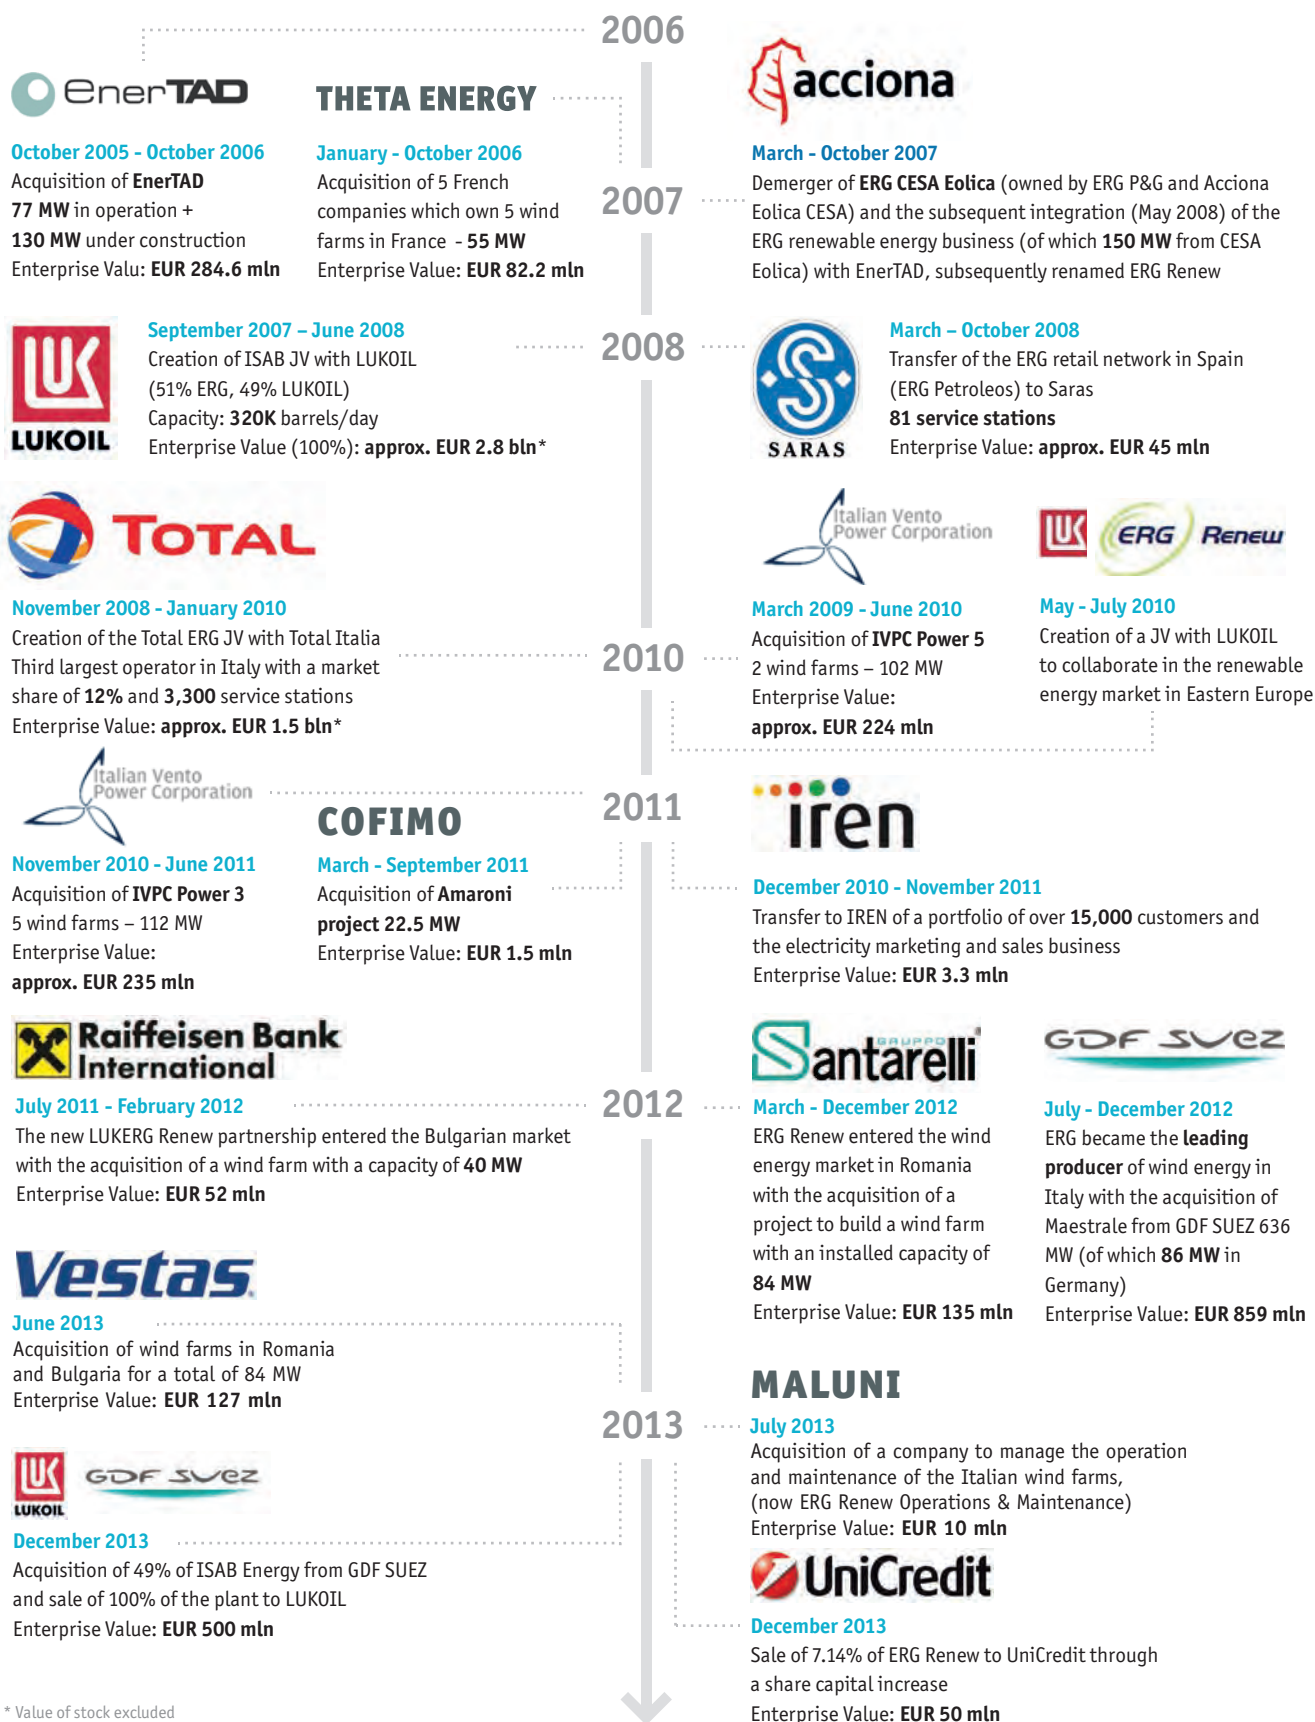 2006
EnerTAD
October 2005 - October 2006
Acquisition of EnerTAD
77 MW in operation +
130 MW under construction
Enterprise Valu: EUR 284.6 mln
THETA ENERGY
January - October 2006
Acquisition of 5 French
companies which own 5 wind
farms in France - 55 MW
Enterprise Value: EUR 82.2 mln
2007
acciona
March - October 2007
Demerger of ERG CESA Eolica (owned by ERG P&G and Acciona
Eolica CESA) and the subsequent integration (May 2008) of the
ERG renewable energy business (of which 150 MW from CESA
Eolica) with EnerTAD, subsequently renamed ERG Renew
2008
LUK
LUKOIL
September 2007 – June 2008
Creation of ISAB JV with LUKOIL
(51% ERG, 49% LUKOIL)
Capacity: 320K barrels/day
Enterprise Value (100%): approx. EUR 2.8 bln*
SARAS
March – October 2008
Transfer of the ERG retail network in Spain
(ERG Petroleos) to Saras
81 service stations
Enterprise Value: approx. EUR 45 mln
2010
TOTAL
November 2008 - January 2010
Creation of the Total ERG JV with Total Italia
Third largest operator in Italy with a market
share of 12% and 3,300 service stations
Enterprise Value: approx. EUR 1.5 bln*
Italian Vento
Power Corporation
March 2009 - June 2010
Acquisition of IVPC Power 5
2 wind farms – 102 MW
Enterprise Value:
approx. EUR 224 mln
LUK
ERG Renew
May - July 2010
Creation of a JV with LUKOIL
to collaborate in the renewable
energy market in Eastern Europe
2011
Italian Vento
Power Corporation
November 2010 - June 2011
Acquisition of IVPC Power 3
5 wind farms – 112 MW
Enterprise Value:
approx. EUR 235 mln
COFIMO
March - September 2011
Acquisition of Amaroni
project 22.5 MW
Enterprise Value: EUR 1.5 mln
iren
December 2010 - November 2011
Transfer to IREN of a portfolio of over 15,000 customers and
the electricity marketing and sales business
Enterprise Value: EUR 3.3 mln
2012
Raiffeisen Bank
International
July 2011 - February 2012
The new LUKERG Renew partnership entered the Bulgarian market
with the acquisition of a wind farm with a capacity of 40 MW
Enterprise Value: EUR 52 mln
GRUPPO
Santarelli
March - December 2012
ERG Renew entered the wind
energy market in Romania
with the acquisition of a
project to build a wind farm
with an installed capacity of
84 MW
Enterprise Value: EUR 135 mln
GDF SUEZ
July - December 2012
ERG became the leading
producer of wind energy in
Italy with the acquisition of
Maestrale from GDF SUEZ 636
MW (of which 86 MW in
Germany)
Enterprise Value: EUR 859 mln
2013
Vestas
June 2013
Acquisition of wind farms in Romania
and Bulgaria for a total of 84 MW
Enterprise Value: EUR 127 mln
MALUNI
July 2013
Acquisition of a company to manage the operation
and maintenance of the Italian wind farms,
(now ERG Renew Operations & Maintenance)
Enterprise Value: EUR 10 mln
LUK
LUKOIL
GDF SUEZ
December 2013
Acquisition of 49% of ISAB Energy from GDF SUEZ
and sale of 100% of the plant to LUKOIL
Enterprise Value: EUR 500 mln
UniCredit
December 2013
Sale of 7.14% of ERG Renew to UniCredit through
a share capital increase
Enterprise Value: EUR 50 mln
* Value of stock excluded